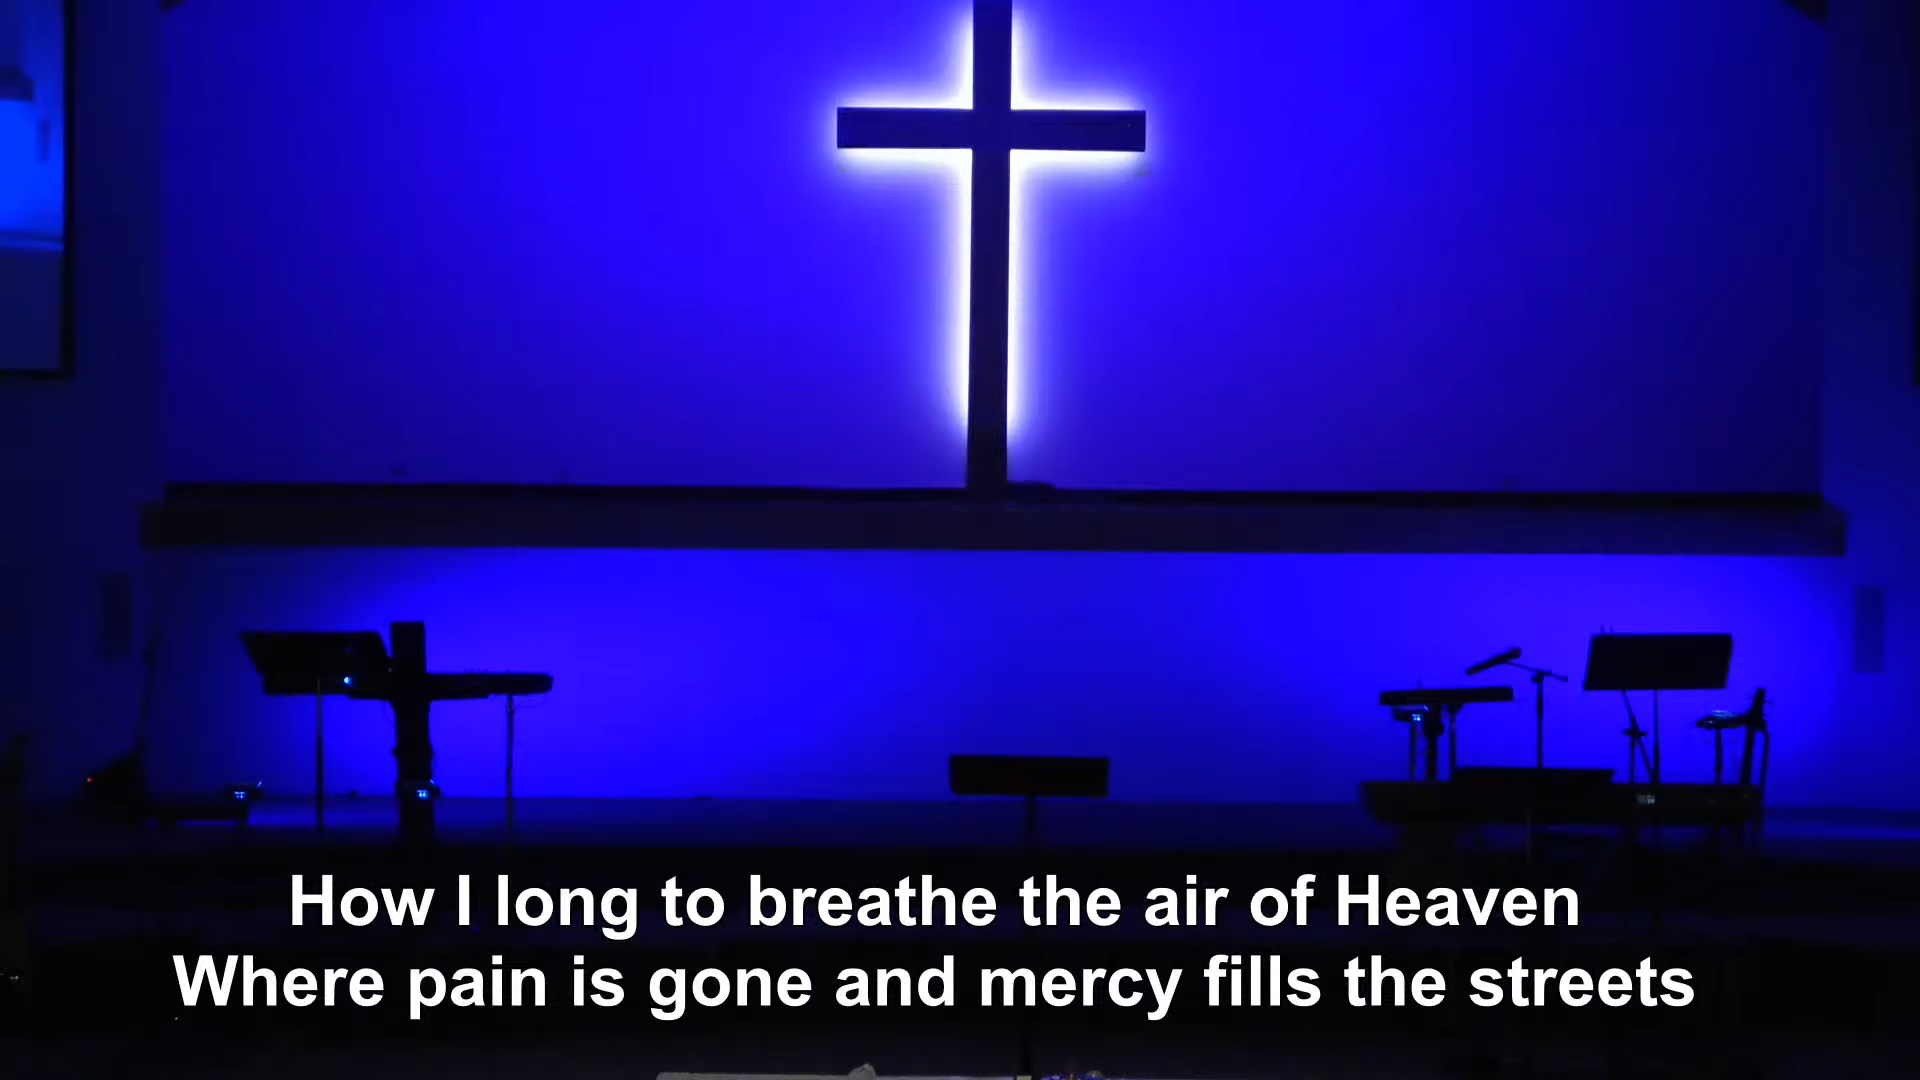 How I long to breathe the air of Heaven
Where pain is gone and mercy fills the streets